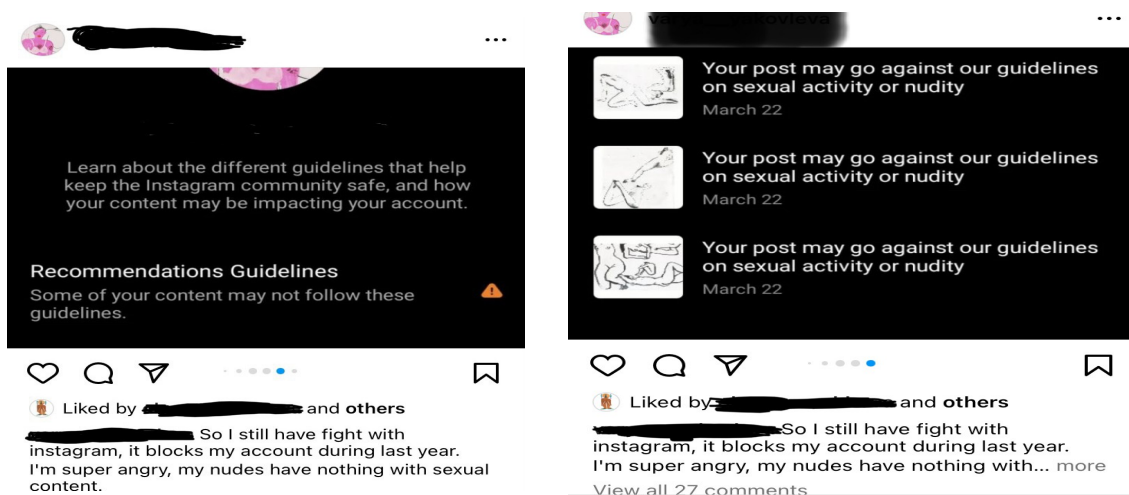 Learn about the different guidelines that help
keep the Instagram community safe, and how
your content may be impacting your account.
Recommendations Guidelines
Some of your content may not follow these
guidelines.
Liked by and others
So I still have fight with
instagram, it blocks my account during last year.
I'm super angry, my nudes have nothing with sexual
content.
Your post may go against our guidelines
on sexual activity or nudity
March 22
Your post may go against our guidelines
on sexual activity or nudity
March 22
Your post may go against our guidelines
on sexual activity or nudity
March 22
Liked by and others
So I still have fight with
instagram, it blocks my account during last year.
I'm super angry, my nudes have nothing with... more
View all 27 comments